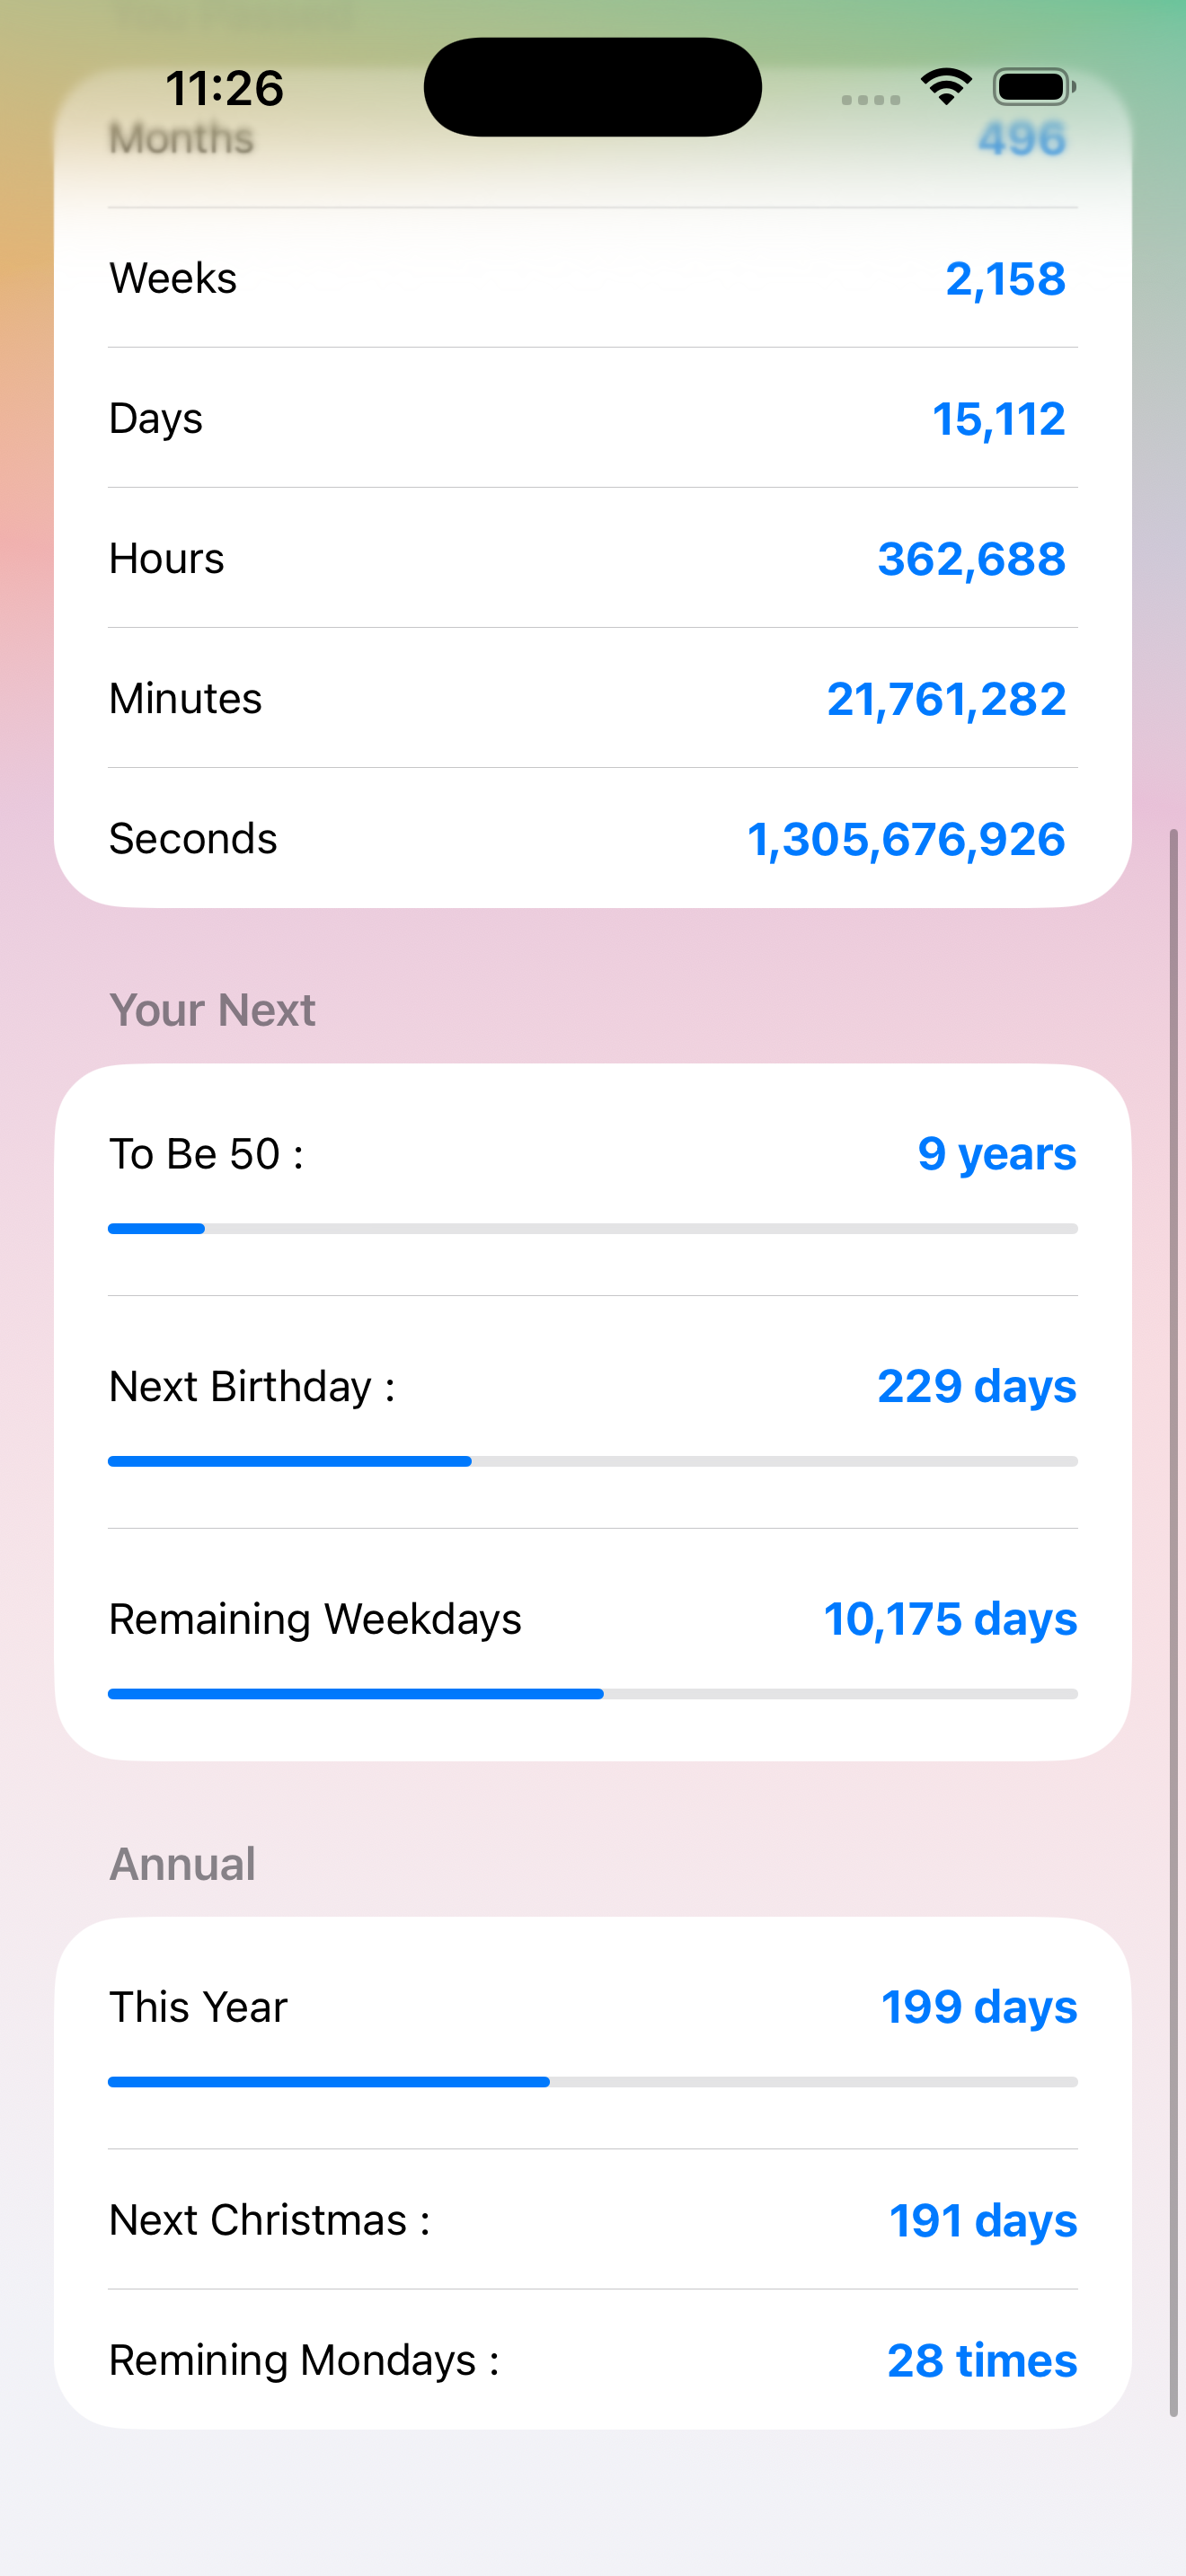 You Passed
11:26
Months 496
Weeks 2,158
Days 15,112
Hours 362,688
Minutes 21,761,282
Seconds 1,305,676,926
Your Next
To Be 50 : 9 years
Next Birthday : 229 days
Remaining Weekdays 10,175 days
Annual
This Year 199 days
Next Christmas : 191 days
Remining Mondays : 28 times